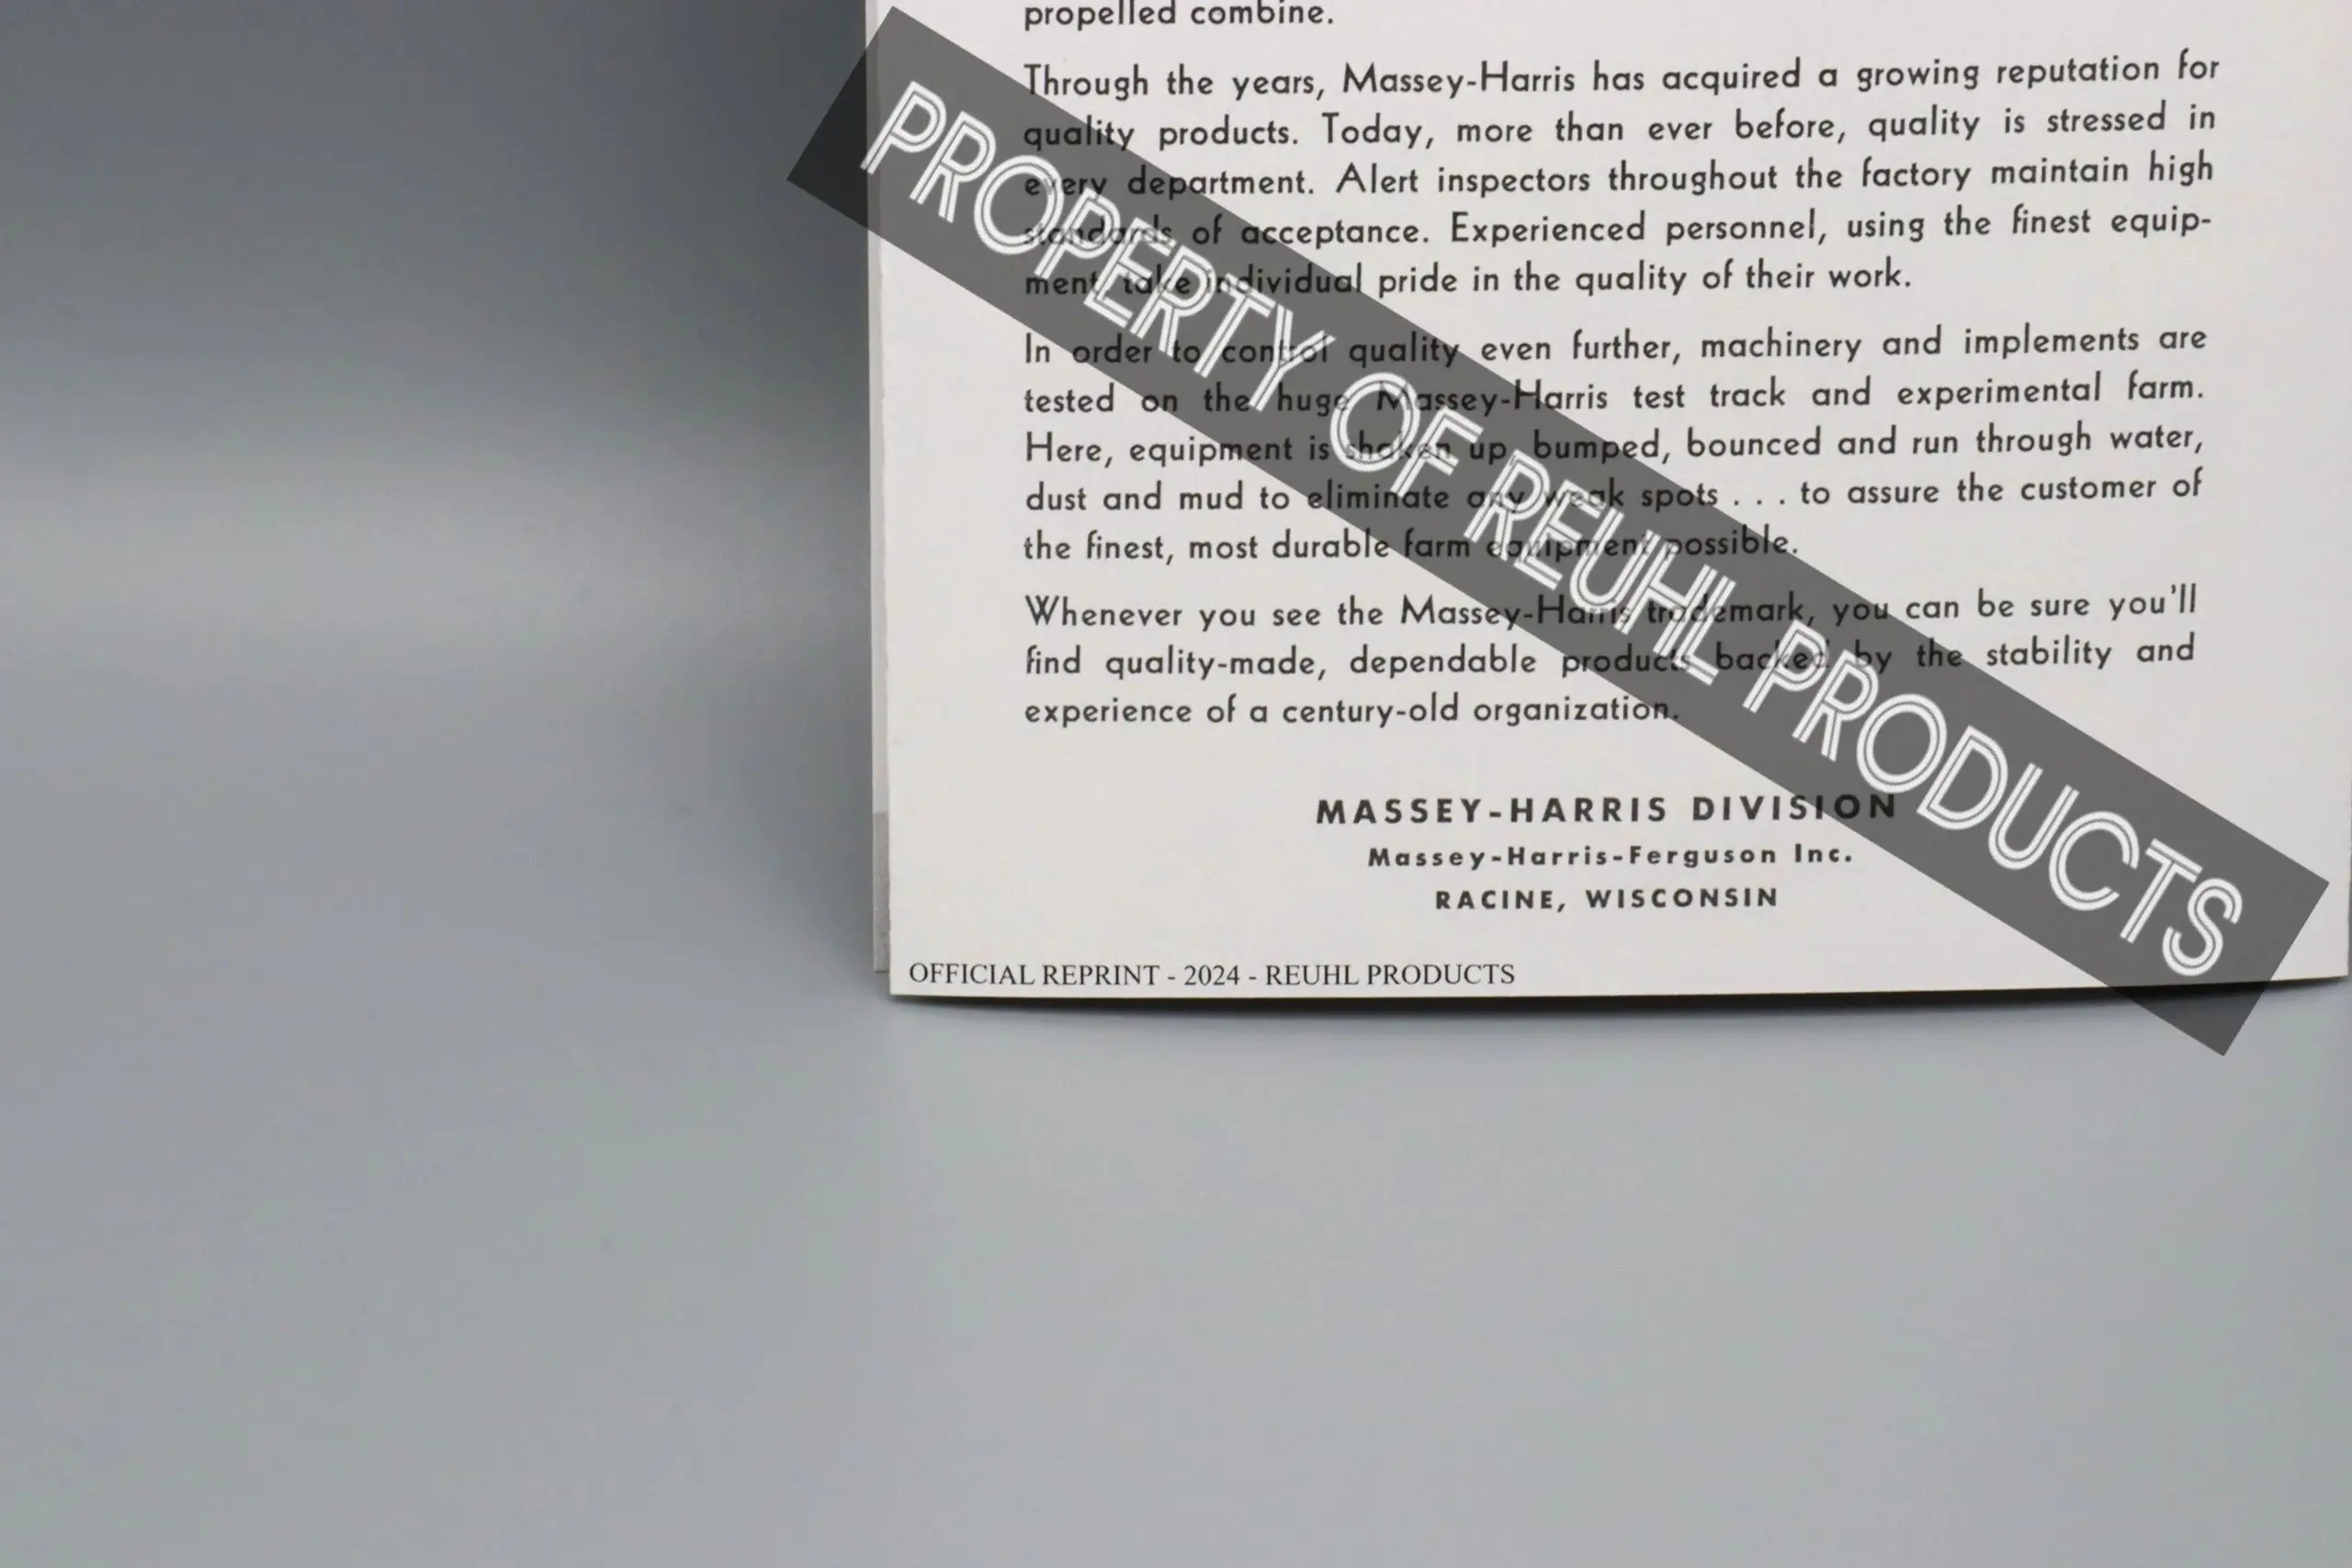 propelled combine.
Through the years, Massey-Harris has acquired a growing reputation for
quality products. Today, more than ever before, quality is stressed in
every department. Alert inspectors throughout the factory maintain high
standards of acceptance. Experienced personnel, using the finest equip-
ment, take individual pride in the quality of their work.
In order to control quality even further, machinery and implements are
tested on the huge Massey-Harris test track and experimental farm.
Here, equipment is shaken up, bumped, bounced and run through water,
dust and mud to eliminate any weak spots . . . to assure the customer of
the finest, most durable farm equipment possible.
Whenever you see the Massey-Harris trademark, you can be sure you'll
find quality-made, dependable products backed by the stability and
experience of a century-old organization.
MASSEY-HARRIS DIVISION
Massey-Harris-Ferguson Inc.
RACINE, WISCONSIN
OFFICIAL REPRINT - 2024 - REUHL PRODUCTS
PROPERTY OF REUHL PRODUCTS